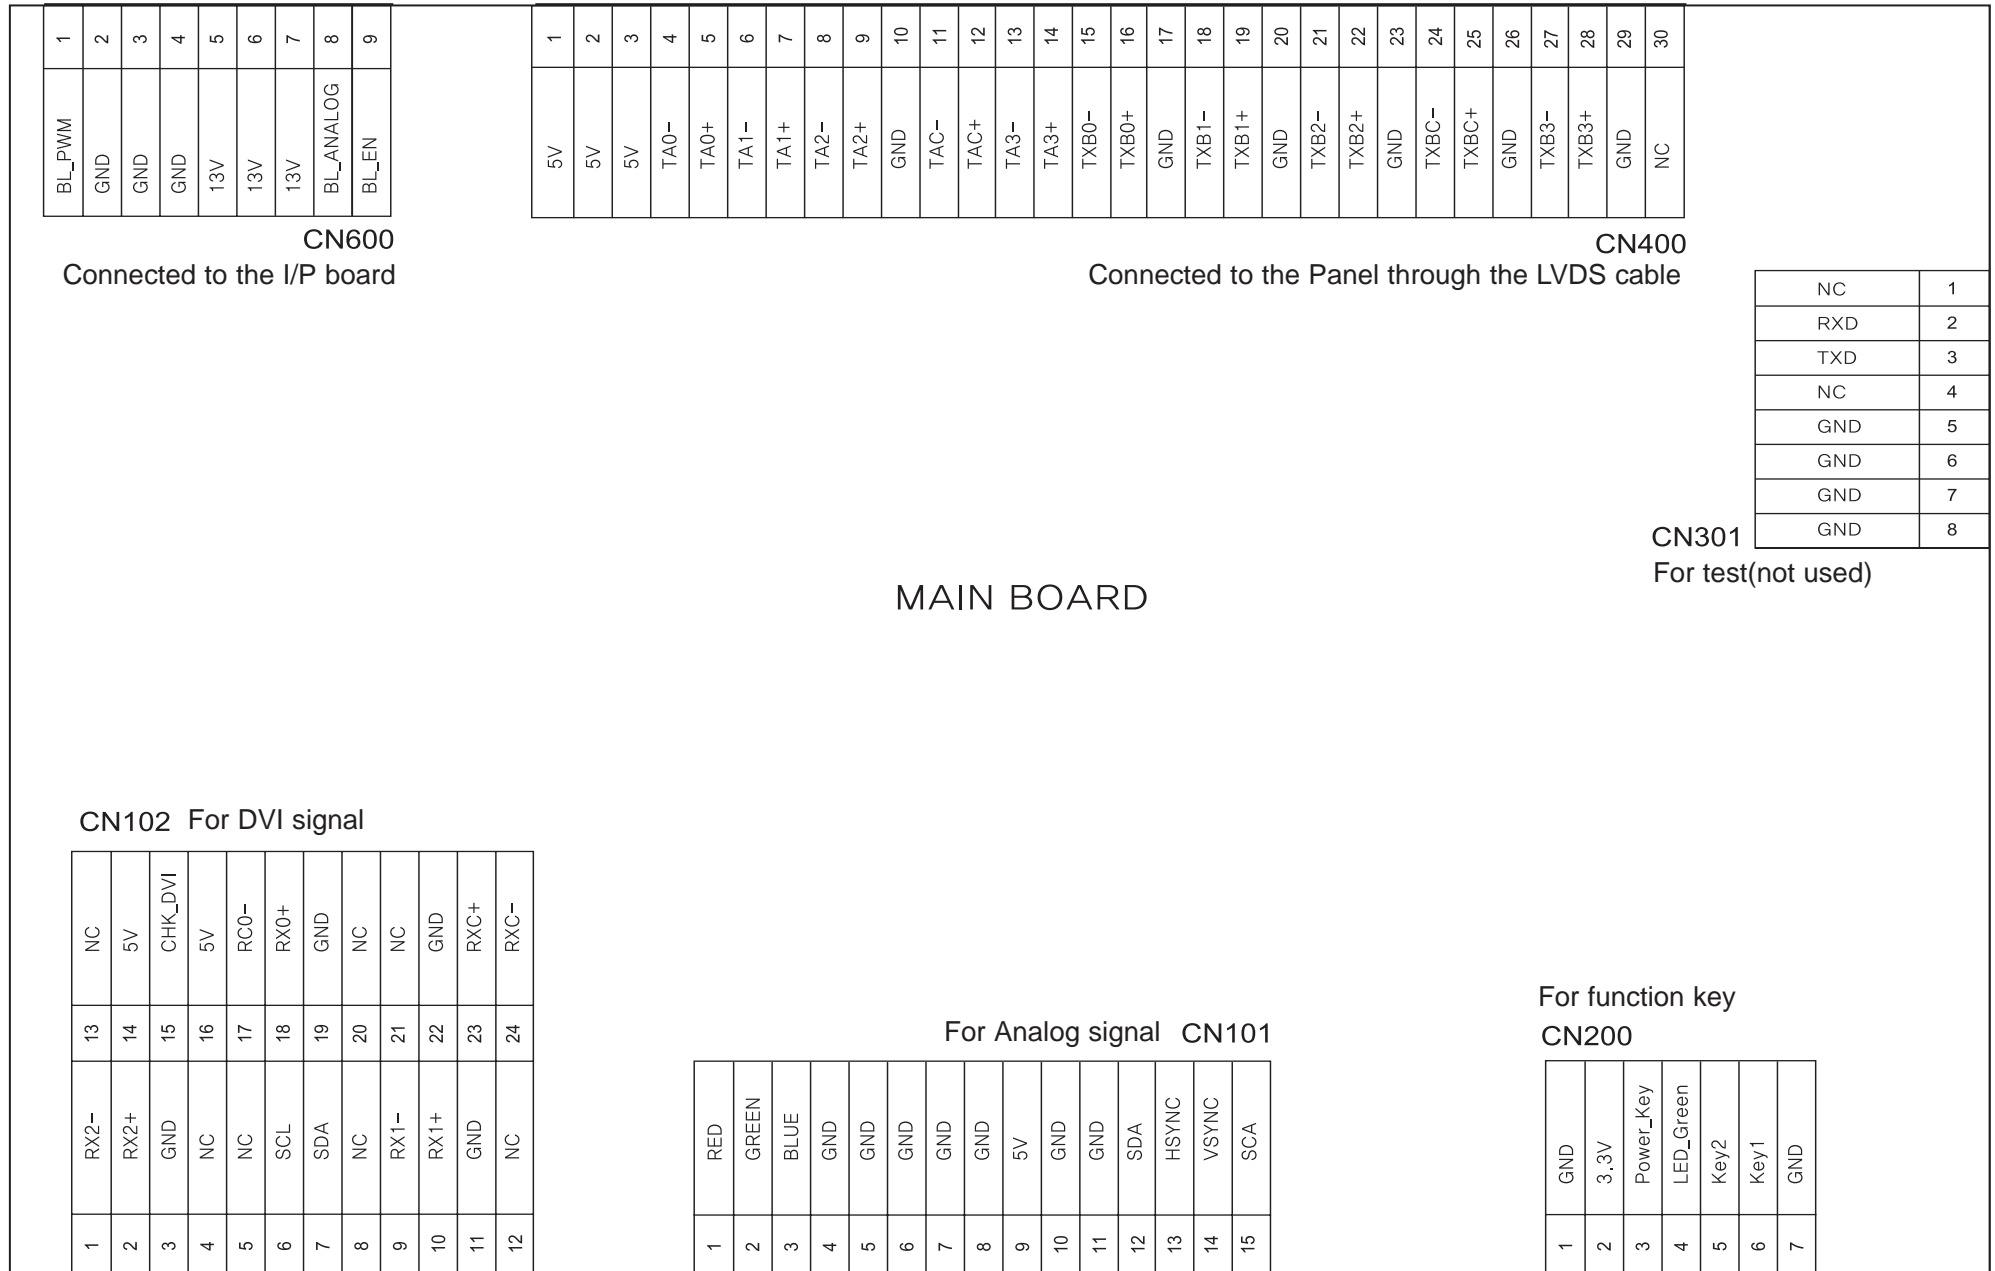 1 2 3 4 5 6 7 8 9
BL_PWM GND GND GND 13V 13V 13V BL_ANALOG BL_EN
CN600
Connected to the I/P board
1 2 3 4 5 6 7 8 9 10 11 12 13 14 15 16 17 18 19 20 21 22 23 24 25 26 27 28 29 30
5V 5V 5V TA0- TA0+ TA1- TA1+ TA2- TA2+ GND TAC- TAC+ TA3- TA3+ TXB0- TXB0+ GND TXB1- TXB1+ GND TXB2- TXB2+ GND TXBC- TXBC+ GND TXB3- TXB3+ GND NC
CN400
Connected to the Panel through the LVDS cable
NC 1
RXD 2
TXD 3
NC 4
GND 5
GND 6
GND 7
GND 8
CN301
For test(not used)
MAIN BOARD
CN102 For DVI signal
NC 5V CHK_DVI 5V RC0- RX0+ GND NC NC GND RXC+ RXC-
13 14 15 16 17 18 19 20 21 22 23 24
RX2- RX2+ GND NC NC SCL SDA NC RX1- RX1+ GND NC
1 2 3 4 5 6 7 8 9 10 11 12
For Analog signal CN101
RED GREEN BLUE GND GND GND GND GND 5V GND GND SDA HSYNC VSYNC SCA
1 2 3 4 5 6 7 8 9 10 11 12 13 14 15
For function key
CN200
GND 3.3V Power_Key LED_Green Key2 Key1 GND
1 2 3 4 5 6 7